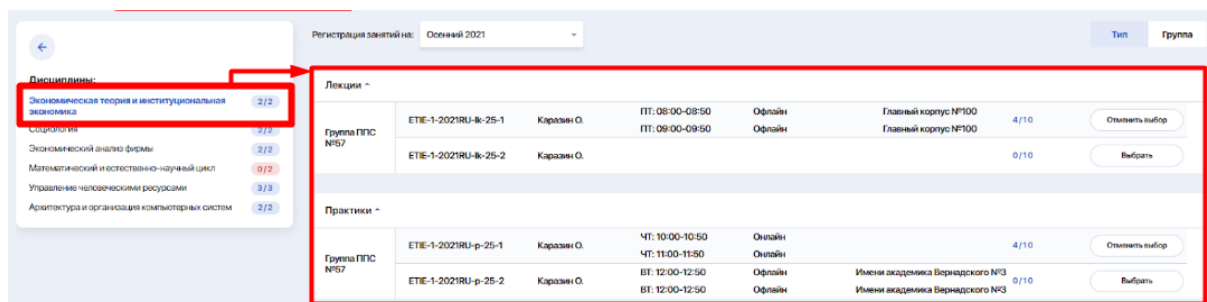 Регистрация занятий на: Осенний 2021
Тип Группа
Дисциплины:
Экономическая теория и институциональная
экономика
2/2
Социология 2/2
Экономический анализ фирмы 2/2
Математический и естественно-научный цикл 0/2
Управление человеческими ресурсами 3/3
Архитектура и организация компьютерных систем 2/2
Лекции
Группа ППС
№57
ETIE-1-2021RU-lk-25-1 Каразин О.
ПТ: 08:00-08:50 Офлайн Главный корпус №100
ПТ: 09:00-09:50 Офлайн Главный корпус №100
4/10 Отменить выбор
ETIE-1-2021RU-lk-25-2 Каразин О. 0/10 Выбрать
Практики
Группа ППС
№57
ETIE-1-2021RU-p-25-1 Каразин О.
ЧТ: 10:00-10:50 Онлайн
ЧТ: 11:00-11:50 Онлайн
4/10 Отменить выбор
ETIE-1-2021RU-p-25-2 Каразин О.
ВТ: 12:00-12:50 Офлайн Имени академика Вернадского №3
ВТ: 12:00-12:50 Офлайн Имени академика Вернадского №3
0/10 Выбрать